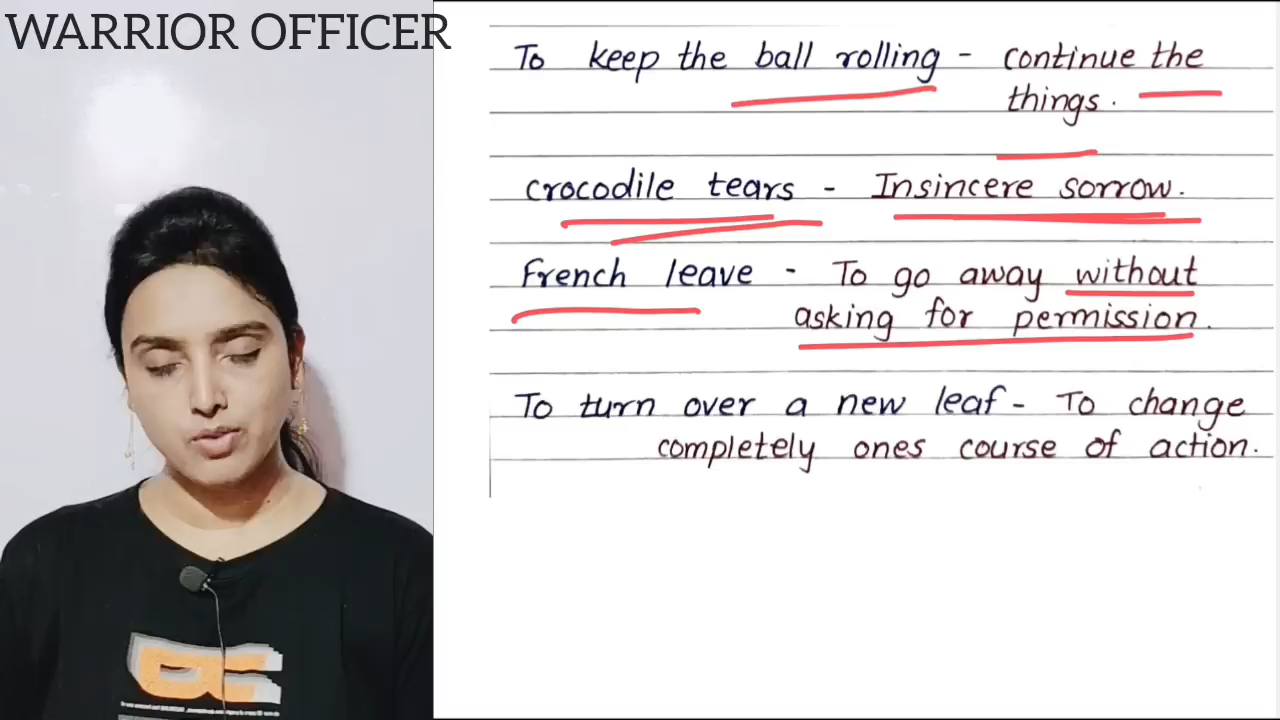 WARRIOR OFFICER
To keep the ball rolling - continue the
things.
crocodile tears - Insincere sorrow.
French leave - To go away without
asking for permission.
To turn over a new leaf - To change
completely ones course of action.